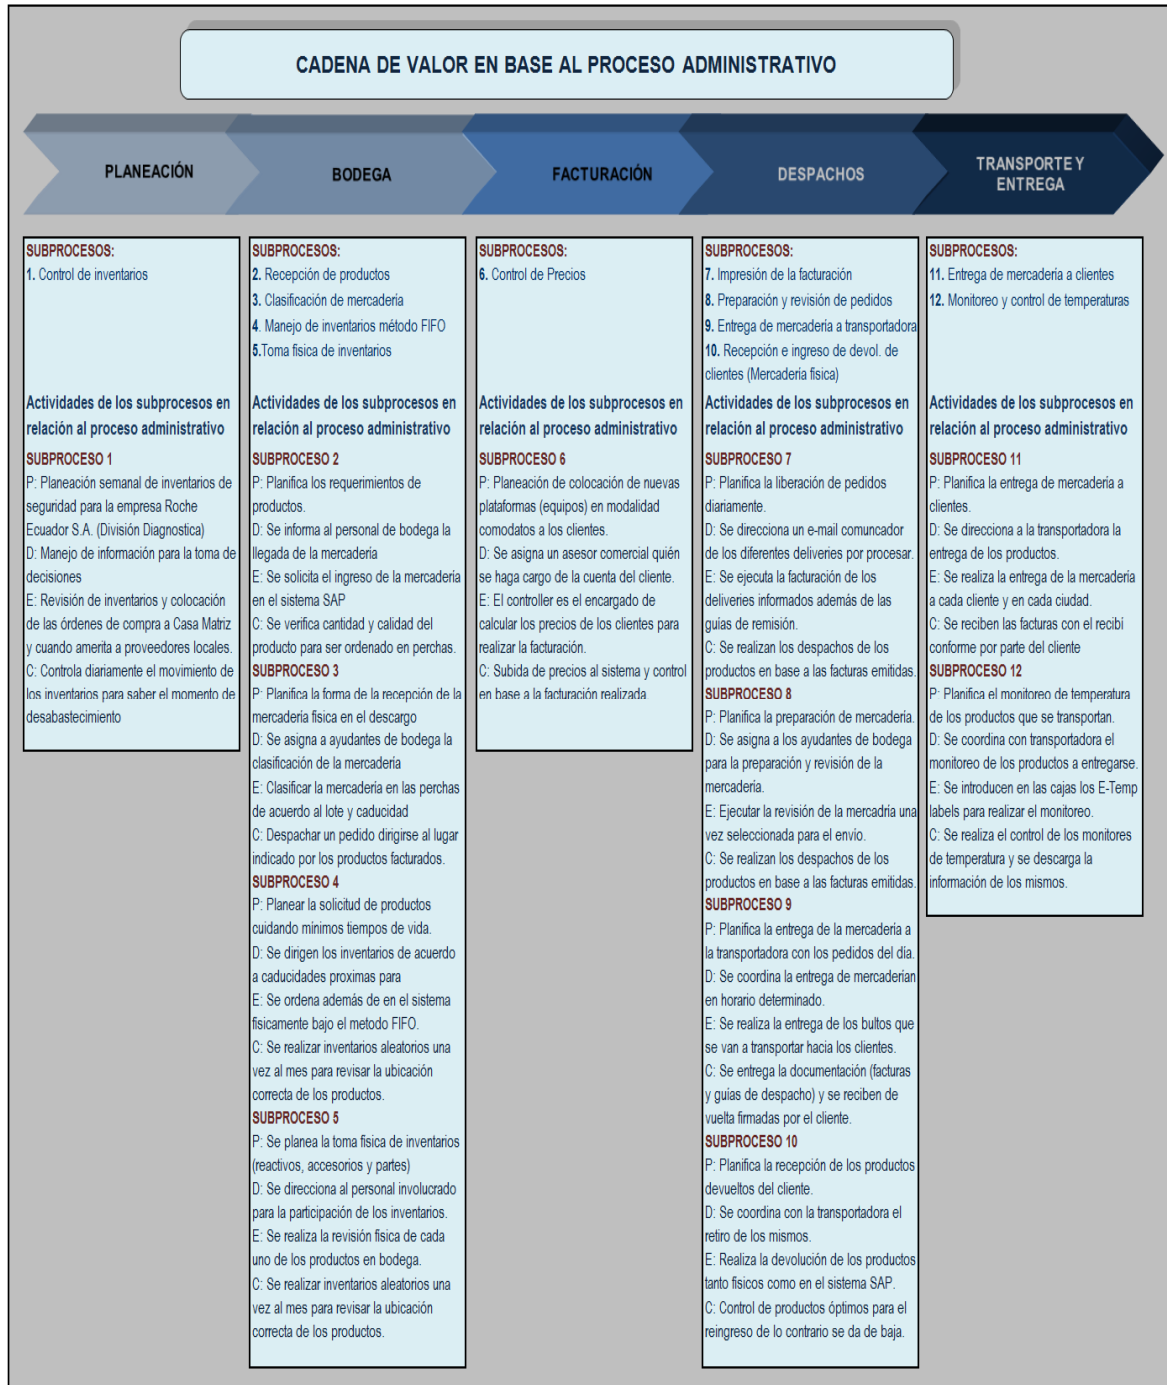 CADENA DE VALOR EN BASE AL PROCESO ADMINISTRATIVO
PLANEACIÓN
BODEGA
FACTURACIÓN
DESPACHOS
TRANSPORTE Y
ENTREGA
SUBPROCESOS:
1. Control de inventarios
Actividades de los subprocesos en
relación al proceso administrativo
SUBPROCESO 1
P: Planeación semanal de inventarios de
seguridad para la empresa Roche
Ecuador S.A. (División Diagnostica)
D: Manejo de información para la toma de
decisiones
E: Revisión de inventarios y colocación
de las órdenes de compra a Casa Matriz
y cuando amerita a proveedores locales.
C: Controla diariamente el movimiento de
los inventarios para saber el momento de
desabastecimiento
SUBPROCESOS:
2. Recepción de productos
3. Clasificación de mercadería
4. Manejo de inventarios método FIFO
5.Toma física de inventarios
Actividades de los subprocesos en
relación al proceso administrativo
SUBPROCESO 2
P: Planifica los requerimientos de
productos.
D: Se informa al personal de bodega la
llegada de la mercadería
E: Se solicita el ingreso de la mercadería
en el sistema SAP
C: Se verifica cantidad y calidad del
producto para ser ordenado en perchas.
SUBPROCESO 3
P: Planifica la forma de la recepción de la
mercadería física en el descargo
D: Se asigna a ayudantes de bodega la
clasificación de la mercadería
E: Clasificar la mercadería en las perchas
de acuerdo al lote y caducidad
C: Despachar un pedido dirigirse al lugar
indicado por los productos facturados.
SUBPROCESO 4
P: Planear la solicitud de productos
cuidando mínimos tiempos de vida.
D: Se dirigen los inventarios de acuerdo
a caducidades proximas para
E: Se ordena además de en el sistema
físicamente bajo el metodo FIFO.
C: Se realizar inventarios aleatorios una
vez al mes para revisar la ubicación
correcta de los productos.
SUBPROCESO 5
P: Se planea la toma física de inventarios
(reactivos, accesorios y partes)
D: Se direcciona al personal involucrado
para la participación de los inventarios.
E: Se realiza la revisión física de cada
uno de los productos en bodega.
C: Se realizar inventarios aleatorios una
vez al mes para revisar la ubicación
correcta de los productos.
SUBPROCESOS:
6. Control de Precios
Actividades de los subprocesos en
relación al proceso administrativo
SUBPROCESO 6
P: Planeación de colocación de nuevas
plataformas (equipos) en modalidad
comodatos a los clientes.
D: Se asigna un asesor comercial quién
se haga cargo de la cuenta del cliente.
E: El controller es el encargado de
calcular los precios de los clientes para
realizar la facturación.
C: Subida de precios al sistema y control
en base a la facturación realizada
SUBPROCESOS:
7. Impresión de la facturación
8. Preparación y revisión de pedidos
9. Entrega de mercadería a transportadora
10. Recepción e ingreso de devol. de
clientes (Mercadería física)
Actividades de los subprocesos en
relación al proceso administrativo
SUBPROCESO 7
P: Planifica la liberación de pedidos
diariamente.
D: Se direcciona un e-mail comuncador
de los diferentes deliveries por procesar.
E: Se ejecuta la facturación de los
deliveries informados además de las
guías de remisión.
C: Se realizan los despachos de los
productos en base a las facturas emitidas.
SUBPROCESO 8
P: Planifica la preparación de mercadería.
D: Se asigna a los ayudantes de bodega
para la preparación y revisión de la
mercadería.
E: Ejecutar la revisión de la mercadría una
vez seleccionada para el envío.
C: Se realizan los despachos de los
productos en base a las facturas emitidas.
SUBPROCESO 9
P: Planifica la entrega de la mercadería a
la transportadora con los pedidos del día.
D: Se coordina la entrega de mercaderían
en horario determinado.
E: Se realiza la entrega de los bultos que
se van a transportar hacia los clientes.
C: Se entrega la documentación (facturas
y guías de despacho) y se reciben de
vuelta firmadas por el cliente.
SUBPROCESO 10
P: Planifica la recepción de los productos
devueltos del cliente.
D: Se coordina con la transportadora el
retiro de los mismos.
E: Realiza la devolución de los productos
tanto físicos como en el sistema SAP.
C: Control de productos óptimos para el
reingreso de lo contrario se da de baja.
SUBPROCESOS:
11. Entrega de mercadería a clientes
12. Monitoreo y control de temperaturas
Actividades de los subprocesos en
relación al proceso administrativo
SUBPROCESO 11
P: Planifica la entrega de mercadería a
clientes.
D: Se direcciona a la transportadora la
entrega de los productos.
E: Se realiza la entrega de la mercadería
a cada cliente y en cada ciudad.
C: Se reciben las facturas con el recibí
conforme por parte del cliente
SUBPROCESO 12
P: Planifica el monitoreo de temperatura
de los productos que se transportan.
D: Se coordina con transportadora el
monitoreo de los productos a entregarse.
E: Se introducen en las cajas los E-Temp
labels para realizar el monitoreo.
C: Se realiza el control de los monitores
de temperatura y se descarga la
información de los mismos.